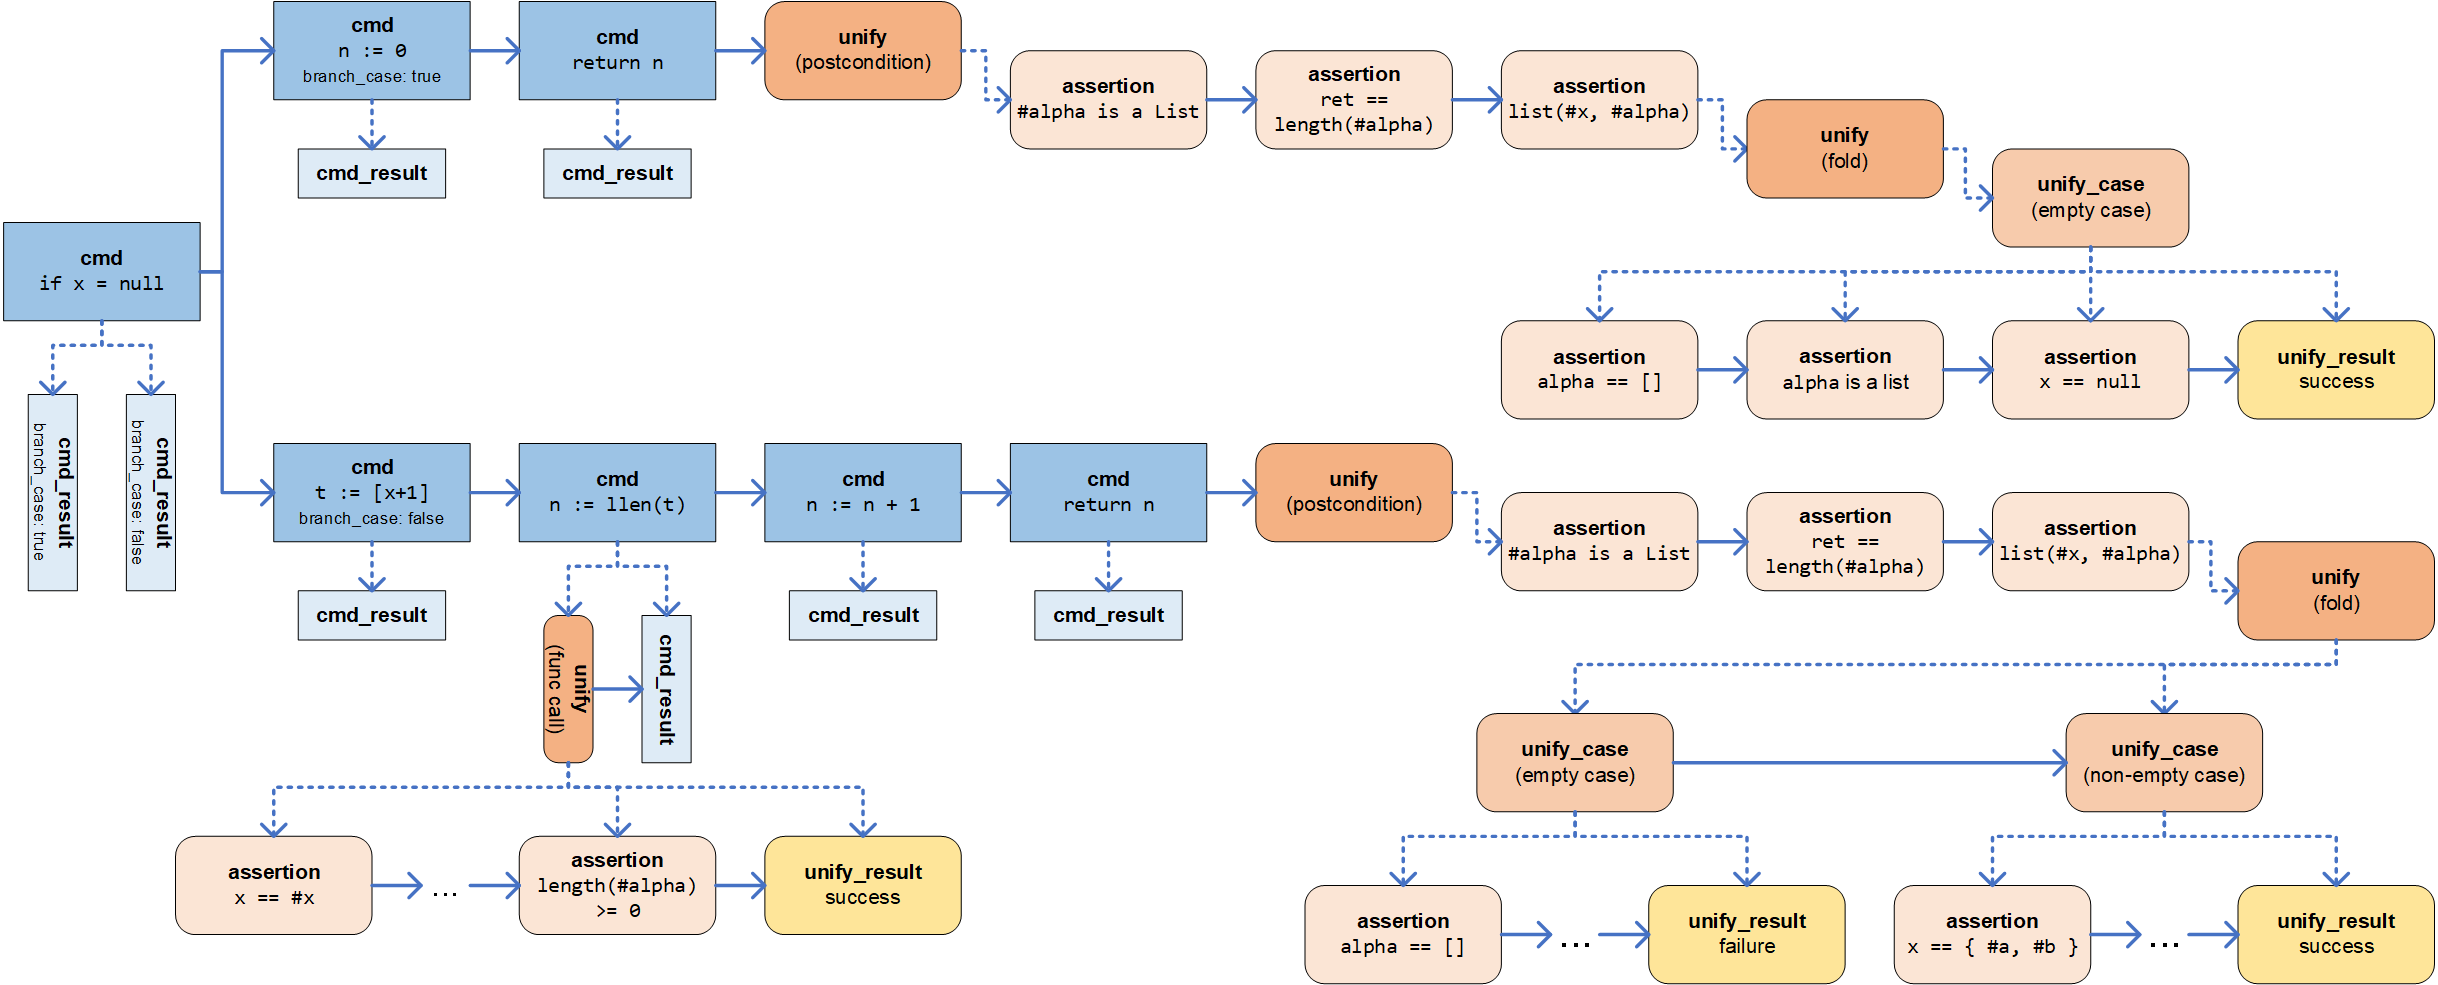 cmd
n := 0
branch_case: true
cmd
return n
unify
(postcondition)
assertion
#alpha is a List
assertion
ret ==
length(#alpha)
assertion
list(#x, #alpha)
unify
(fold)
unify_case
(empty case)
cmd_result
cmd_result
cmd
if x = null
cmd_result
branch_case: true
cmd_result
branch_case: false
assertion
alpha == []
assertion
alpha is a list
assertion
x == null
unify_result
success
cmd
t := [x+1]
branch_case: false
cmd
n := llen(t)
cmd
n := n + 1
cmd
return n
unify
(postcondition)
assertion
#alpha is a List
assertion
ret ==
length(#alpha)
assertion
list(#x, #alpha)
unify
(fold)
cmd_result
unify
(func call)
cmd_result
cmd_result
cmd_result
unify_case
(empty case)
unify_case
(non-empty case)
assertion
x == #x
...
assertion
length(#alpha)
>= 0
unify_result
success
assertion
alpha == []
...
unify_result
failure
assertion
x == { #a, #b }
...
unify_result
success